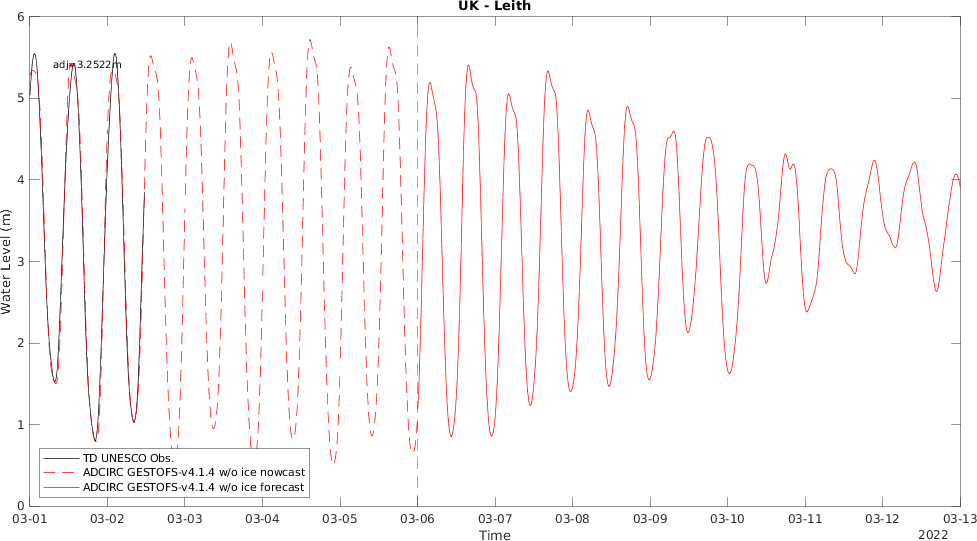 UK - Leith
6
adj=3.2522m
5
4
3
2
1
0
Water Level (m)
TD UNESCO Obs.
ADCIRC GESTOFS-v4.1.4 w/o ice nowcast
ADCIRC GESTOFS-v4.1.4 w/o ice forecast
03-01 03-02 03-03 03-04 03-05 03-06 03-07 03-08 03-09 03-10 03-11 03-12 03-13
Time
2022